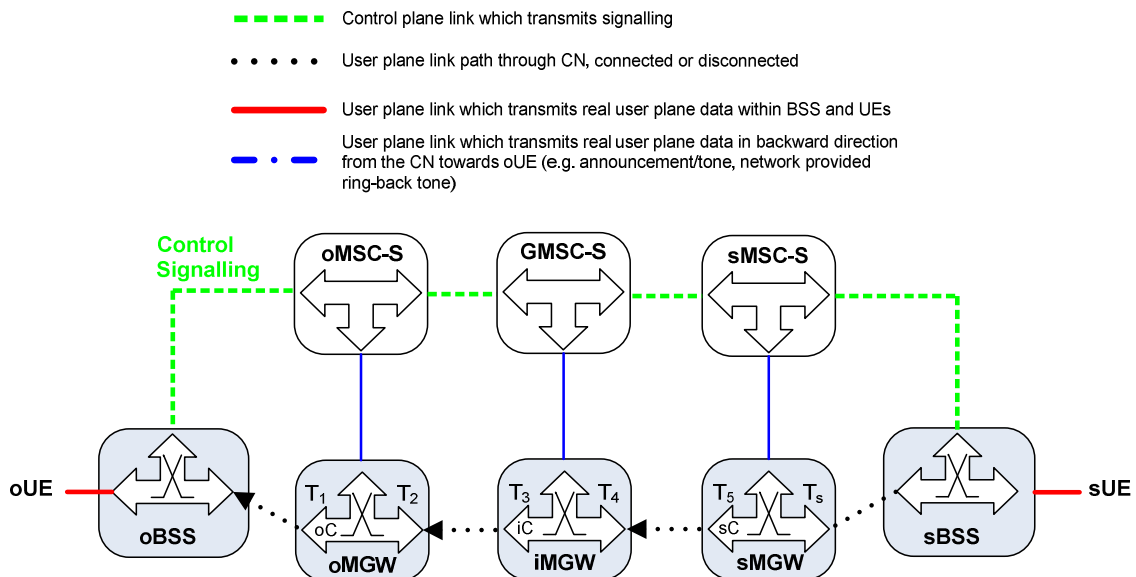 Control plane link which transmits signalling
User plane link path through CN, connected or disconnected
User plane link which transmits real user plane data within BSS and UEs
User plane link which transmits real user plane data in backward direction
from the CN towards oUE (e.g. announcement/tone, network provided
ring-back tone)
Control
Signalling
oMSC-S
GMSC-S
sMSC-S
oUE
oBSS
T1
T2
oC
oMGW
T3
T4
iC
iMGW
T5
Ts
sC
sMGW
sBSS
sUE